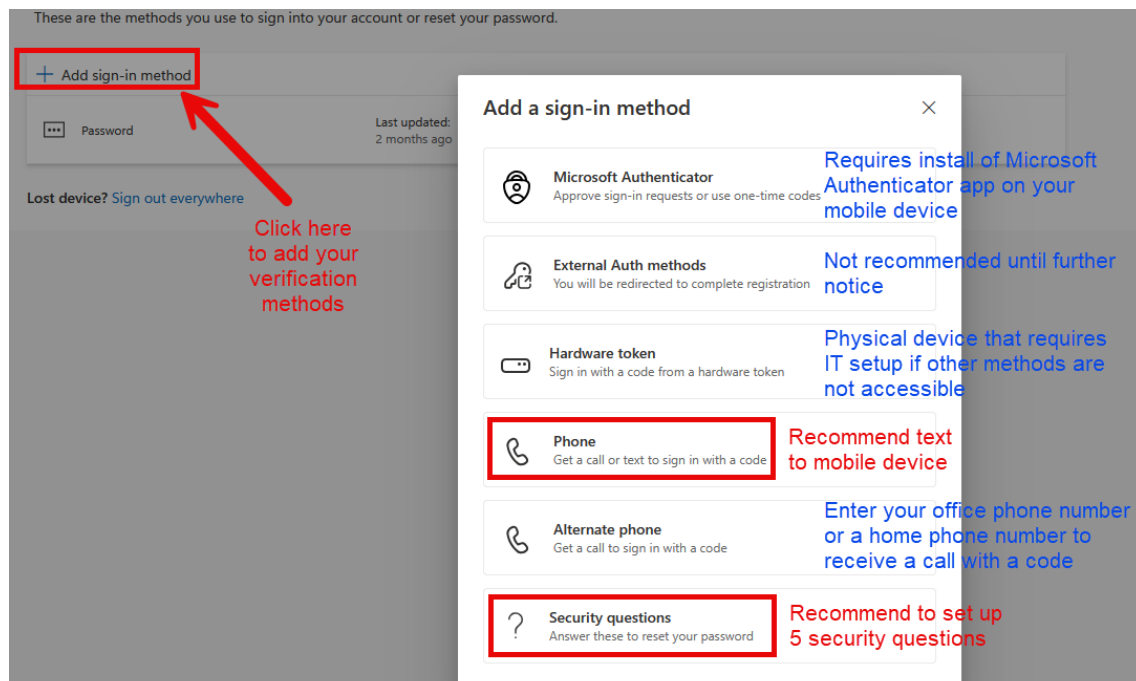 These are the methods you use to sign into your account or reset your password.
+ Add sign-in method
Password
Last updated:
2 months ago
Lost device? Sign out everywhere
Click here
to add your
verification
methods
Add a sign-in method
Microsoft Authenticator
Approve sign-in requests or use one-time codes
Requires install of Microsoft
Authenticator app on your
mobile device
External Auth methods
You will be redirected to complete registration
Not recommended until further
notice
Hardware token
Sign in with a code from a hardware token
Physical device that requires
IT setup if other methods are
not accessible
Phone
Get a call or text to sign in with a code
Recommend text
to mobile device
Alternate phone
Get a call to sign in with a code
Enter your office phone number
or a home phone number to
receive a call with a code
Security questions
Answer these to reset your password
Recommend to set up
5 security questions